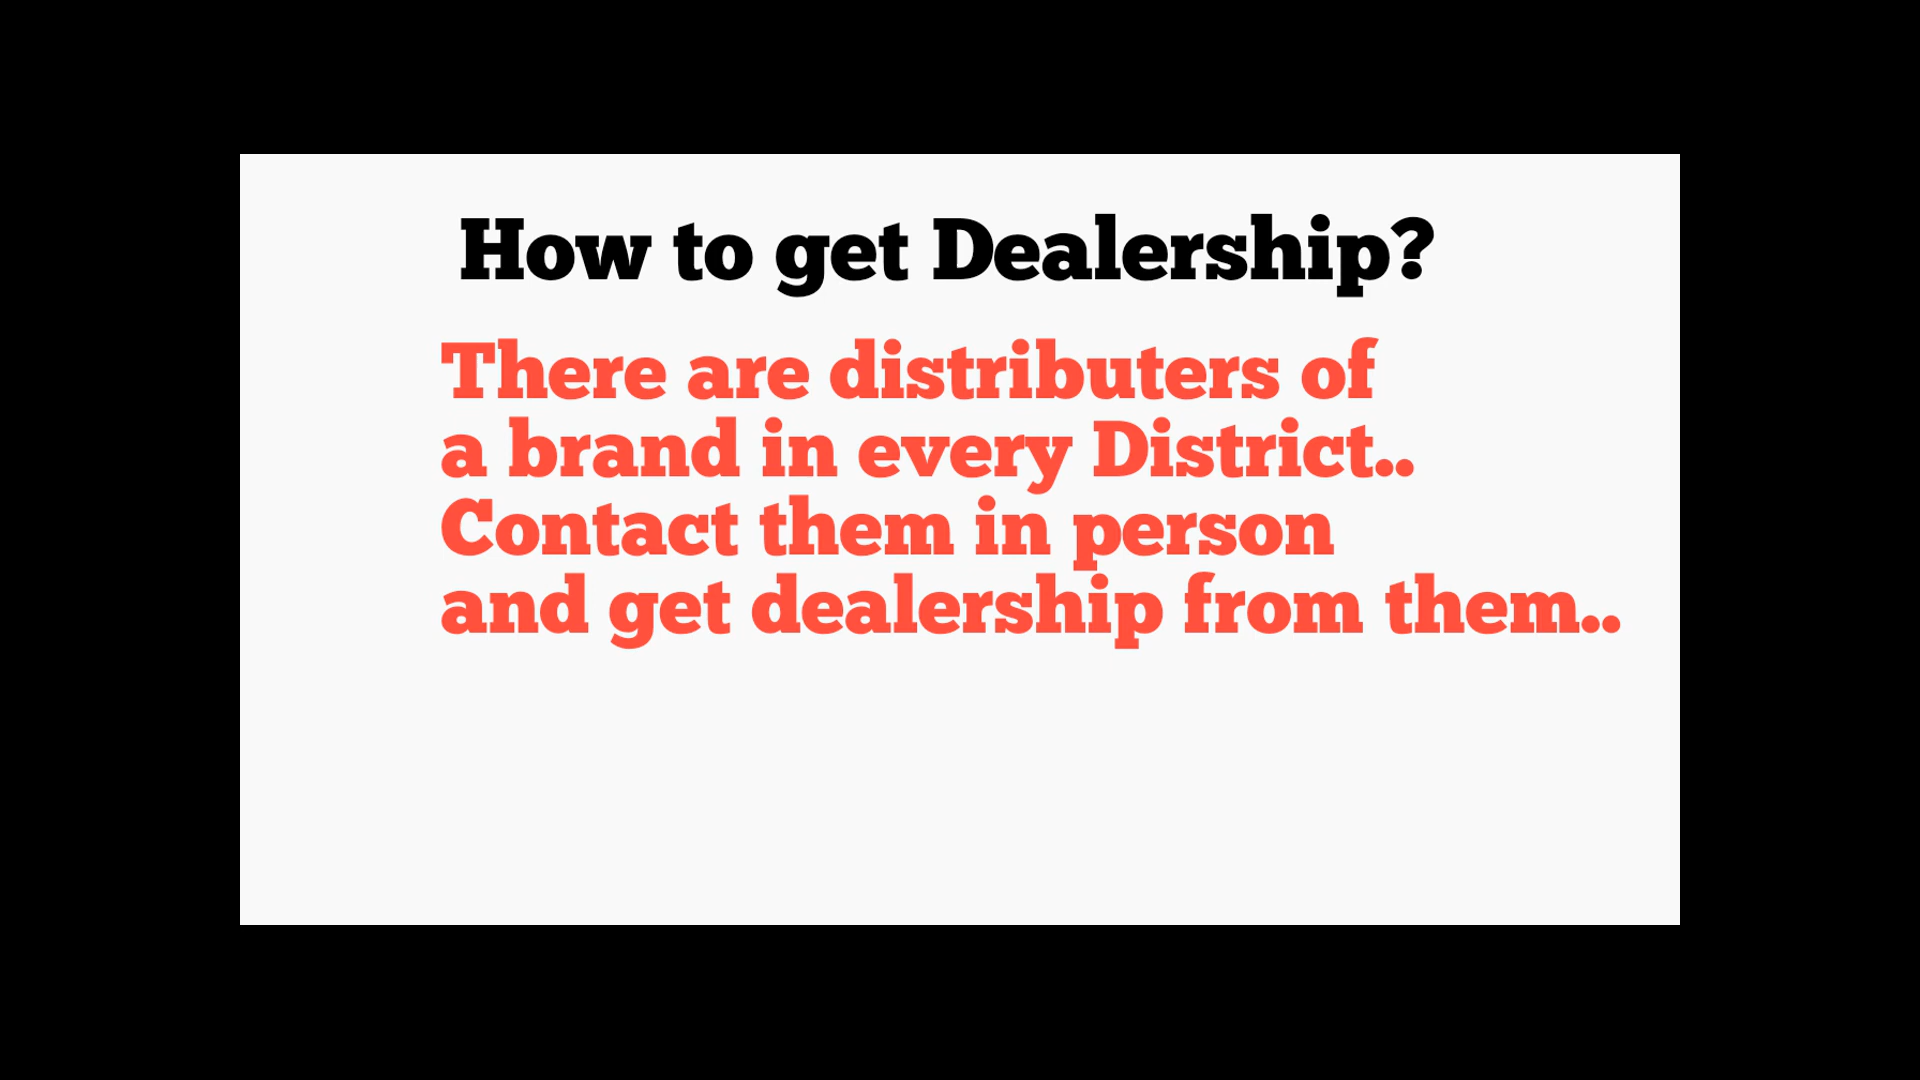 How to get Dealership?
There are distributers of
a brand in every District..
Contact them in person
and get dealership from them..